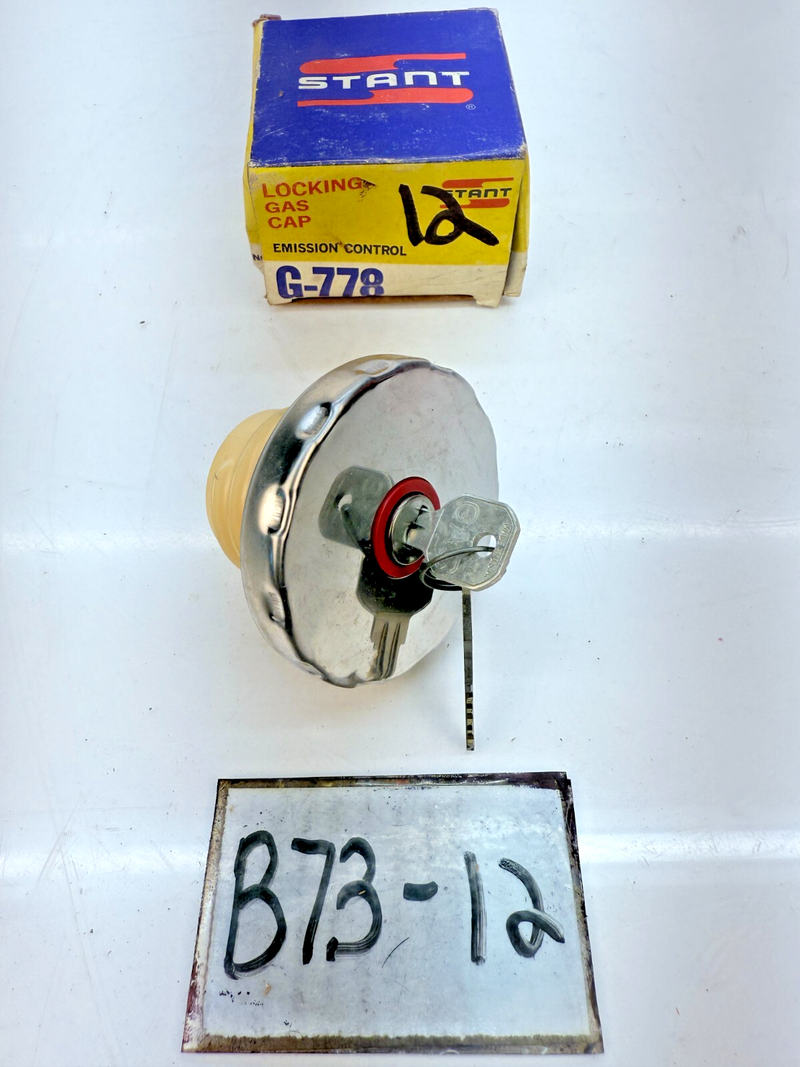 STANT
®
LOCKING
GAS
CAP
STANT
12
EMISSION CONTROL
G-778
B73-12